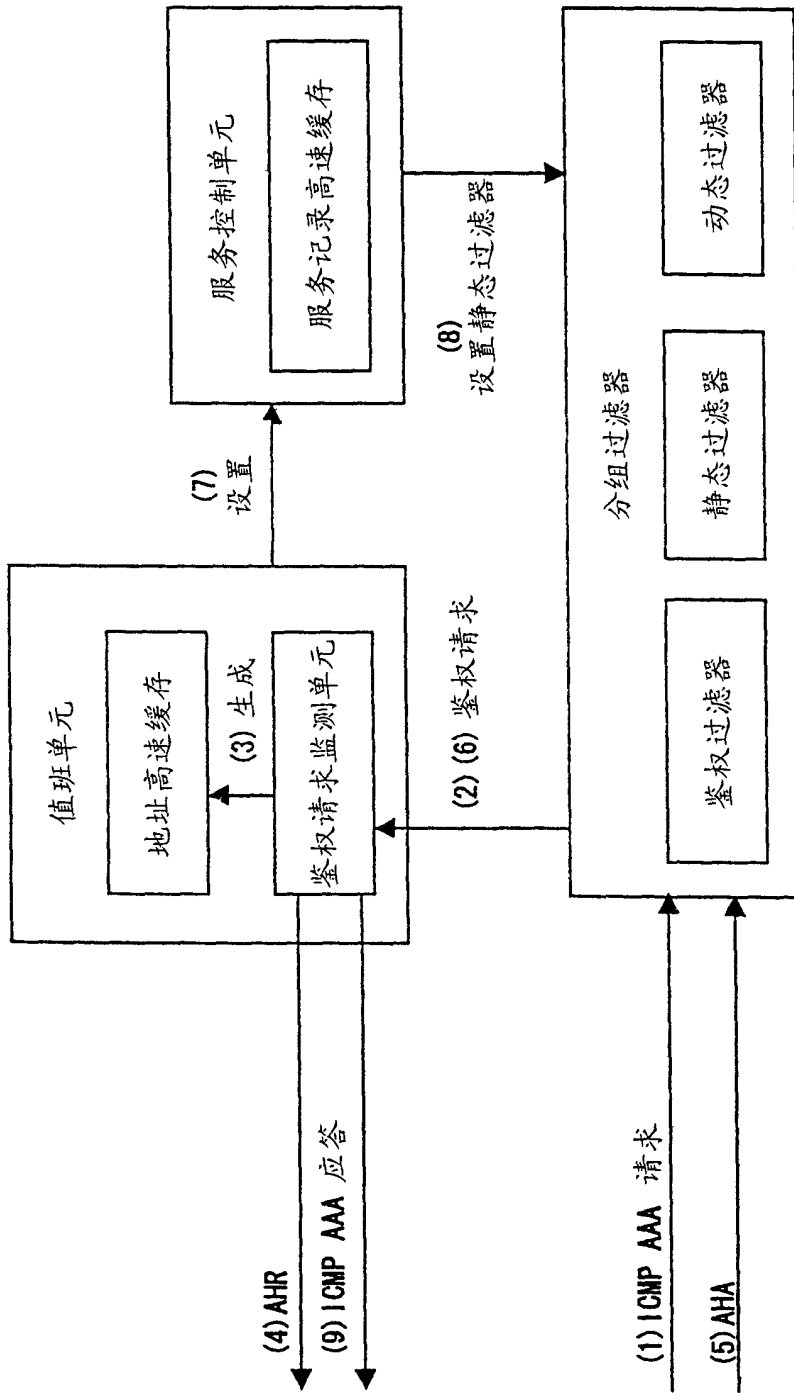 值班单元
地址高速缓存
(3) 生成
鉴权请求监测单元
(7)
设置
服务控制单元
服务记录高速缓存
(4)AHR
(9)ICMP AAA 应答
(2)(6) 鉴权请求
(8)
设置静态过滤器
(1)ICMP AAA 请求
(5)AHA
分组过滤器
鉴权过滤器
静态过滤器
动态过滤器